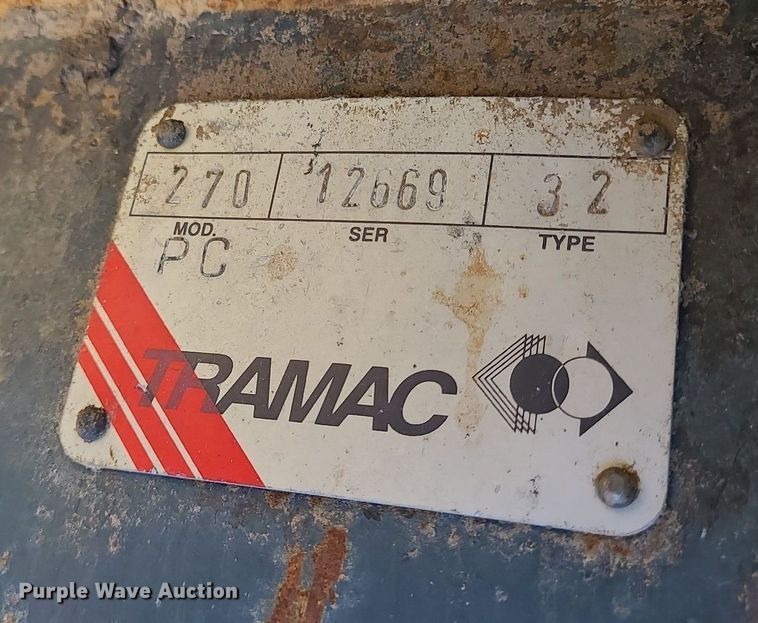 270 12669 32
MOD. SER TYPE
PC
TRAMAC
Purple Wave Auction